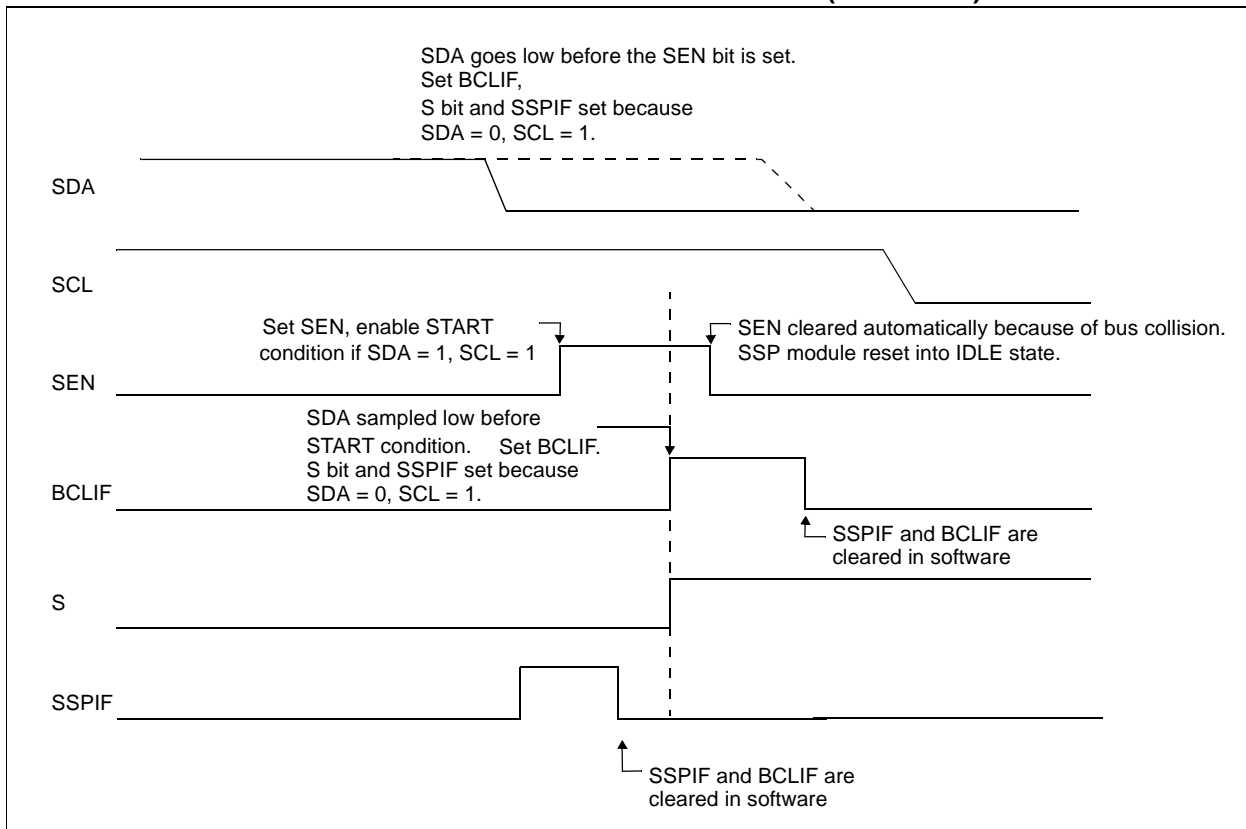 SDA goes low before the SEN bit is set.
Set BCLIF,
S bit and SSPIF set because
SDA = 0, SCL = 1.
SDA
SCL
Set SEN, enable START
condition if SDA = 1, SCL = 1
SEN cleared automatically because of bus collision.
SSP module reset into IDLE state.
SEN
SDA sampled low before
START condition. Set BCLIF.
S bit and SSPIF set because
SDA = 0, SCL = 1.
BCLIF
SSPIF and BCLIF are
cleared in software
S
SSPIF
SSPIF and BCLIF are
cleared in software